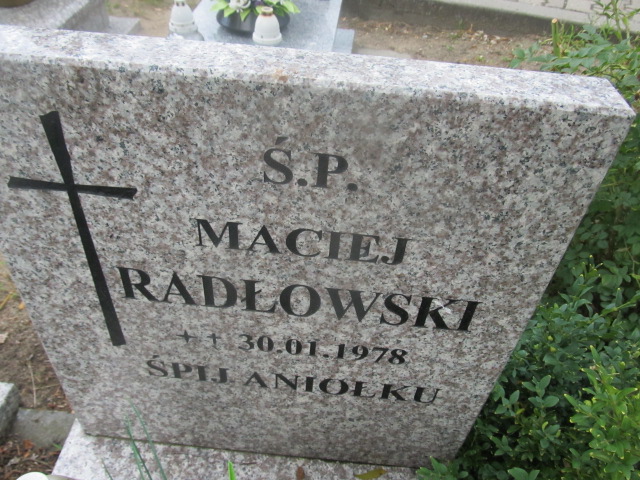 Ś.P.
MACIEJ
RADŁOWSKI
++ 30.01.1978
ŚPIJ ANIOŁKU